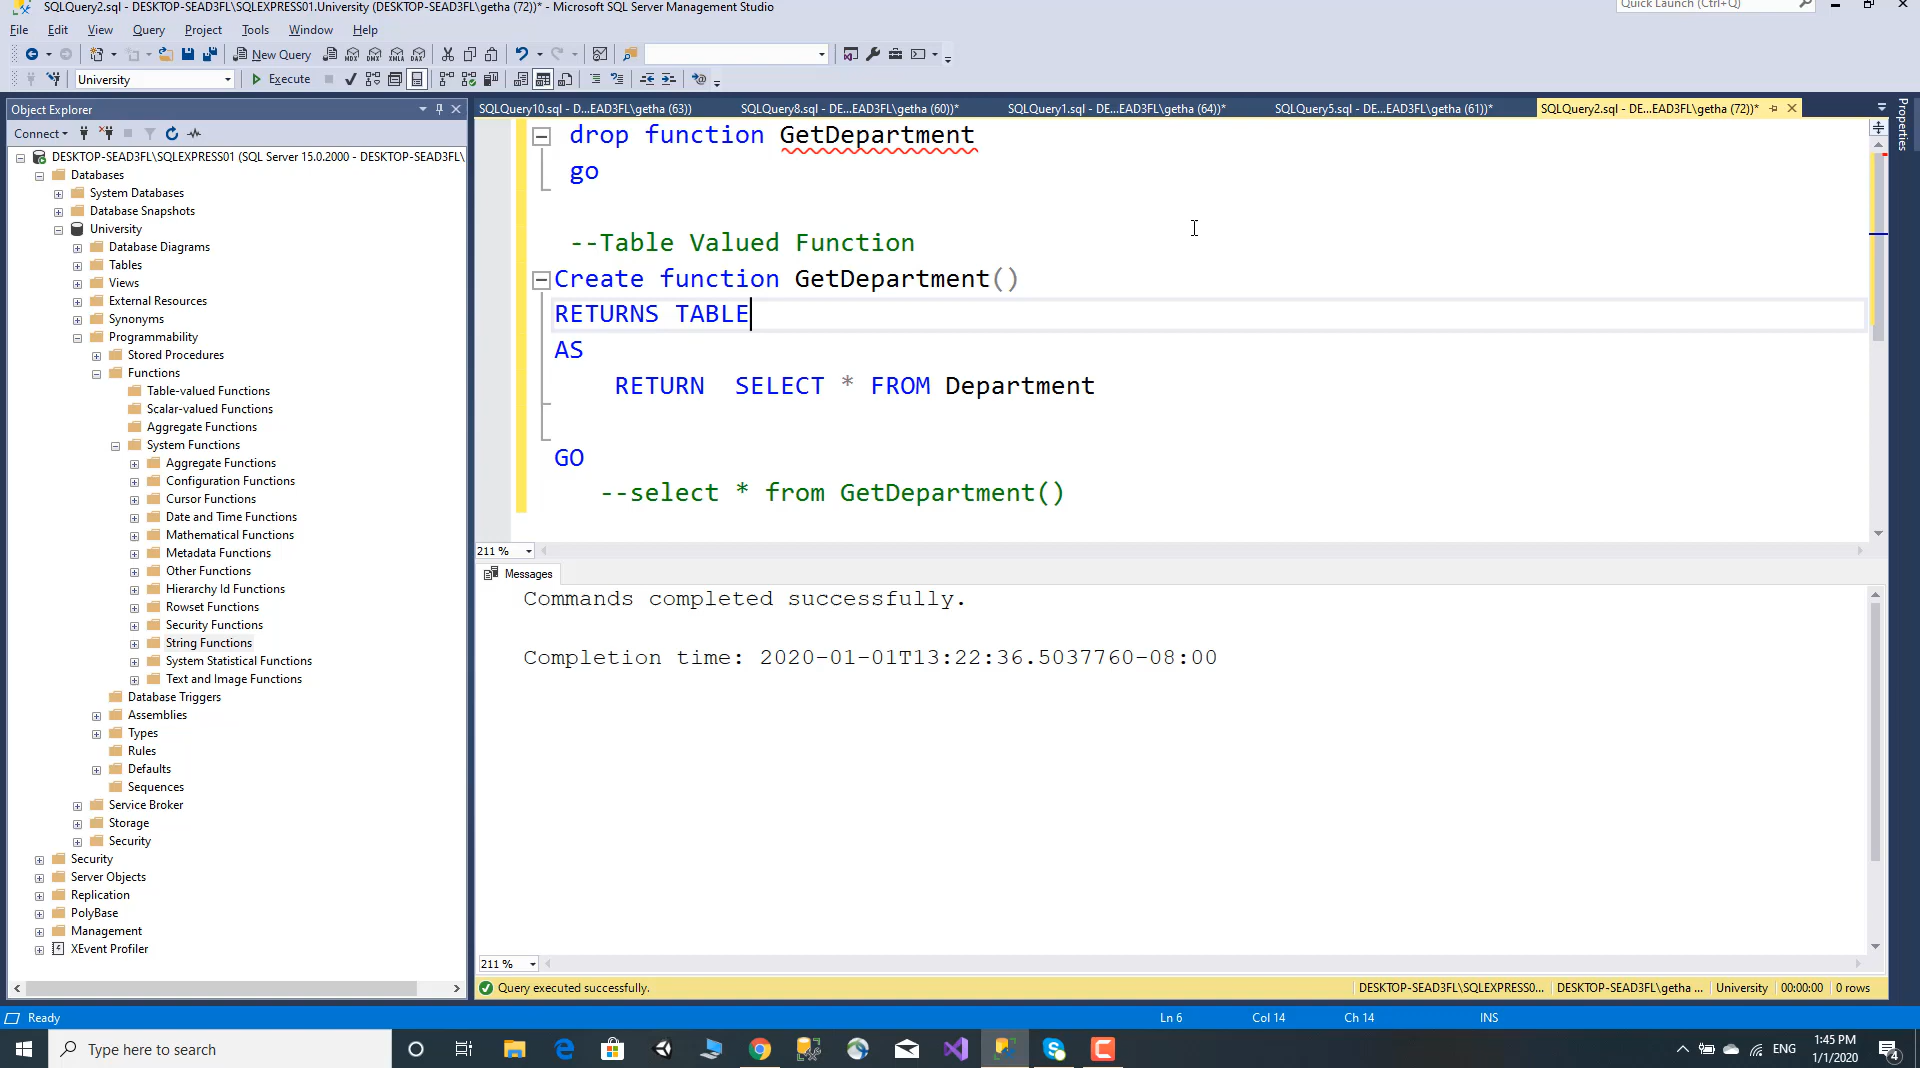 SQLQuery2.sql - DESKTOP-SEAD3FL\SQLEXPRESS01.University (DESKTOP-SEAD3FL\getha (72))* - Microsoft SQL Server Management Studio
Quick Launch (Ctrl+Q)
File Edit View Query Project Tools Window Help
New Query
University
Execute
Object Explorer
Connect
DESKTOP-SEAD3FL\SQLEXPRESS01 (SQL Server 15.0.2000 - DESKTOP-SEAD3FL\
Databases
System Databases
Database Snapshots
University
Database Diagrams
Tables
Views
External Resources
Synonyms
Programmability
Stored Procedures
Functions
Table-valued Functions
Scalar-valued Functions
Aggregate Functions
System Functions
Aggregate Functions
Configuration Functions
Cursor Functions
Date and Time Functions
Mathematical Functions
Metadata Functions
Other Functions
Hierarchy Id Functions
Rowset Functions
Security Functions
String Functions
System Statistical Functions
Text and Image Functions
Database Triggers
Assemblies
Types
Rules
Defaults
Sequences
Service Broker
Storage
Security
Security
Server Objects
Replication
PolyBase
Management
XEvent Profiler
SQLQuery10.sql - D...EAD3FL\getha (63))
SQLQuery8.sql - DE...EAD3FL\getha (60))*
SQLQuery1.sql - DE...EAD3FL\getha (64))*
SQLQuery5.sql - DE...EAD3FL\getha (61))*
SQLQuery2.sql - DE...EAD3FL\getha (72))*
Properties
drop function GetDepartment
go
--Table Valued Function
Create function GetDepartment()
RETURNS TABLE
AS
RETURN  SELECT * FROM Department
GO
--select * from GetDepartment()
211 %
Messages
Commands completed successfully.
Completion time: 2020-01-01T13:22:36.5037760-08:00
211 %
Query executed successfully.
DESKTOP-SEAD3FL\SQLEXPRESS0... DESKTOP-SEAD3FL\getha ... University 00:00:00 0 rows
Ready
Ln 6 Col 14 Ch 14 INS
Type here to search
ENG
1:45 PM
1/1/2020
4